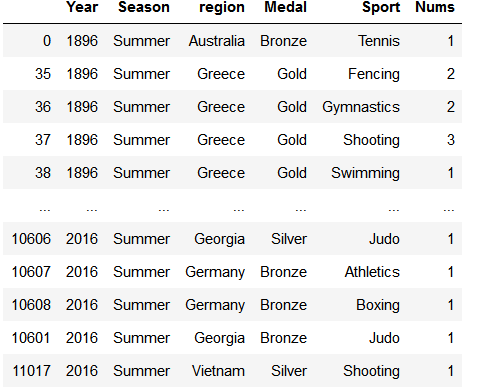 Year Season region Medal Sport Nums
0 1896 Summer Australia Bronze Tennis 1
35 1896 Summer Greece Gold Fencing 2
36 1896 Summer Greece Gold Gymnastics 2
37 1896 Summer Greece Gold Shooting 3
38 1896 Summer Greece Gold Swimming 1
... ... ... ... ... ... ...
10606 2016 Summer Georgia Silver Judo 1
10607 2016 Summer Germany Bronze Athletics 1
10608 2016 Summer Germany Bronze Boxing 1
10601 2016 Summer Georgia Bronze Judo 1
11017 2016 Summer Vietnam Silver Shooting 1